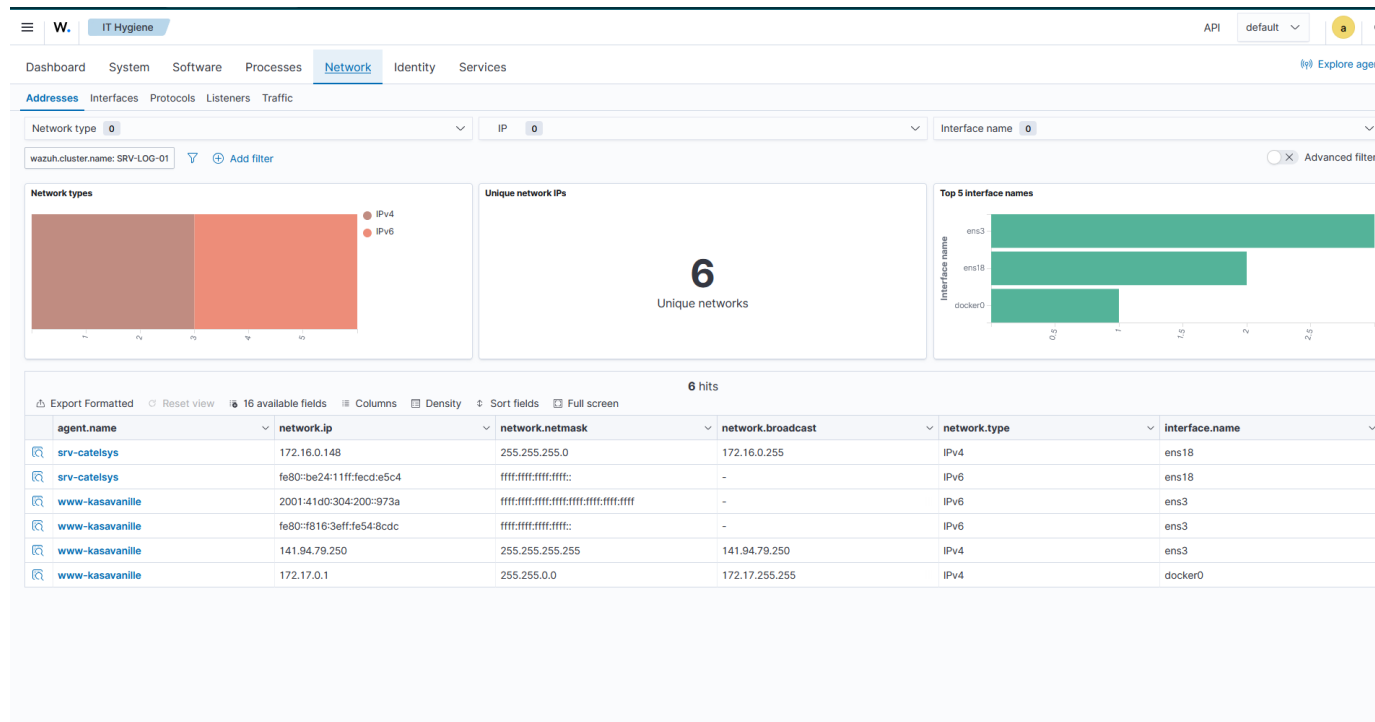 W. IT Hygiene API default a
Dashboard System Software Processes Network Identity Services Explore ager
Addresses Interfaces Protocols Listeners Traffic
Network type 0 IP 0 Interface name 0
wazuh.cluster.name: SRV-LOG-01 Add filter Advanced filter
Network types Unique network IPs Top 5 interface names
IPv4
IPv6
1 2 3 4 5
6
Unique networks
Interface name
ens3
ens18
docker0
0.5 1 1.5 2 2.5
6 hits
Export Formatted Reset view 16 available fields Columns Density Sort fields Full screen
agent.name network.ip network.netmask network.broadcast network.type interface.name
srv-catelsys 172.16.0.148 255.255.255.0 172.16.0.255 IPv4 ens18
srv-catelsys fe80::be24:11ff:fecd:e5c4 ffff:ffff:ffff:ffff:: - IPv6 ens18
www-kasavanille 2001:41d0:304:200::973a ffff:ffff:ffff:ffff:ffff:ffff:ffff:ffff - IPv6 ens3
www-kasavanille fe80::f816:3eff:fe54:8cdc ffff:ffff:ffff:ffff:: - IPv6 ens3
www-kasavanille 141.94.79.250 255.255.255.255 141.94.79.250 IPv4 ens3
www-kasavanille 172.17.0.1 255.255.0.0 172.17.255.255 IPv4 docker0